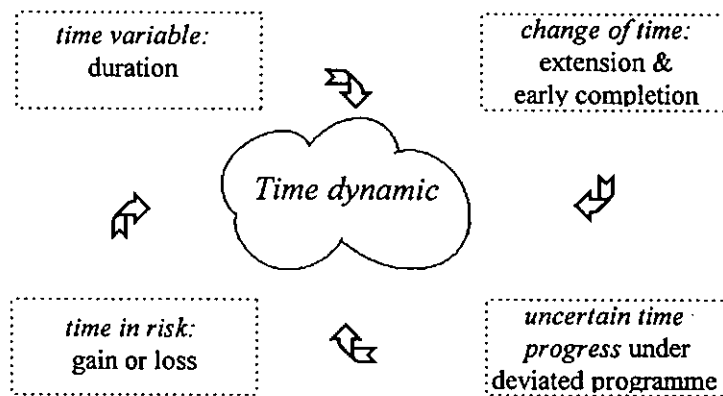 time variable:
duration
change of time:
extension &
early completion
Time dynamic
time in risk:
gain or loss
uncertain time
progress under
deviated programme